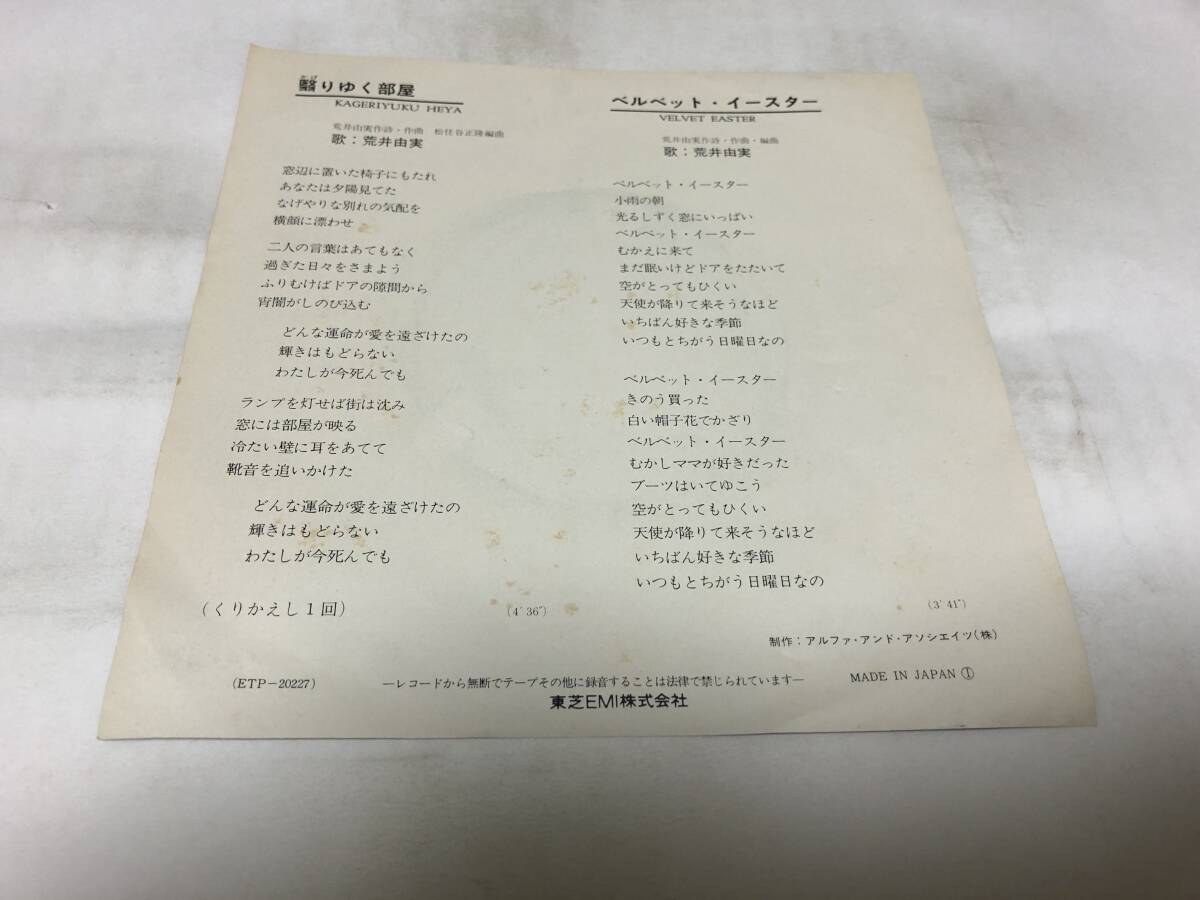 翳りゆく部屋
KAGERIYUKU HEYA
荒井由実作詩・作曲 松任谷正隆編曲
歌：荒井由実
窓辺に置いた椅子にもたれ
あなたは夕陽見てた
なげやりな別れの気配を
横顔に漂わせ
二人の言葉はあてもなく
過ぎた日々をさまよう
ふりむけばドアの隙間から
宵闇がしのび込む
どんな運命が愛を遠ざけたの
輝きはもどらない
わたしが今死んでも
ランプを灯せば街は沈み
窓には部屋が映る
冷たい壁に耳をあてて
靴音を追いかけた
どんな運命が愛を遠ざけたの
輝きはもどらない
わたしが今死んでも
（くりかえし1回）
(4'36")
ベルベット・イースター
VELVET EASTER
荒井由実作詩・作曲・編曲
歌：荒井由実
ベルベット・イースター
小雨の朝
光るしずく窓にいっぱい
ベルベット・イースター
むかえに来て
まだ眠いけどドアをたたいて
空がとってもひくい
天使が降りて来そうなほど
いちばん好きな季節
いつもとちがう日曜日なの
ベルベット・イースター
きのう買った
白い帽子花でかざり
ベルベット・イースター
むかしママが好きだった
ブーツはいてゆこう
空がとってもひくい
天使が降りて来そうなほど
いちばん好きな季節
いつもとちがう日曜日なの
(3'41")
制作：アルファ・アンド・アソシエイツ(株)
(ETP-20227)
―レコードから無断でテープその他に録音することは法律で禁じられています―
MADE IN JAPAN ①
東芝EMI株式会社